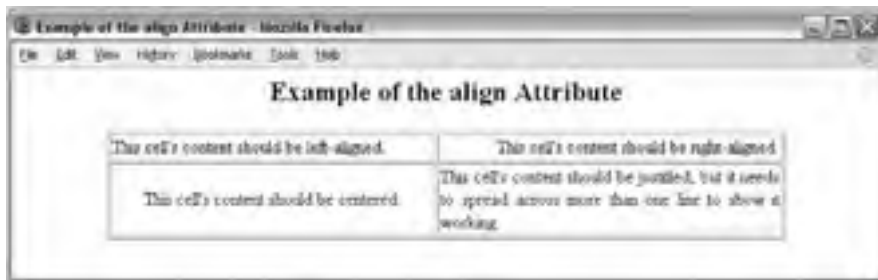 Example of the align Attribute - Mozilla Firefox
File Edit View History Bookmarks Tools Help
Example of the align Attribute
This cell's content should be left-aligned.
This cell's content should be right-aligned.
This cell's content should be centered.
This cell's content should be justified, but it needs
to spread across more than one line to show it
working.